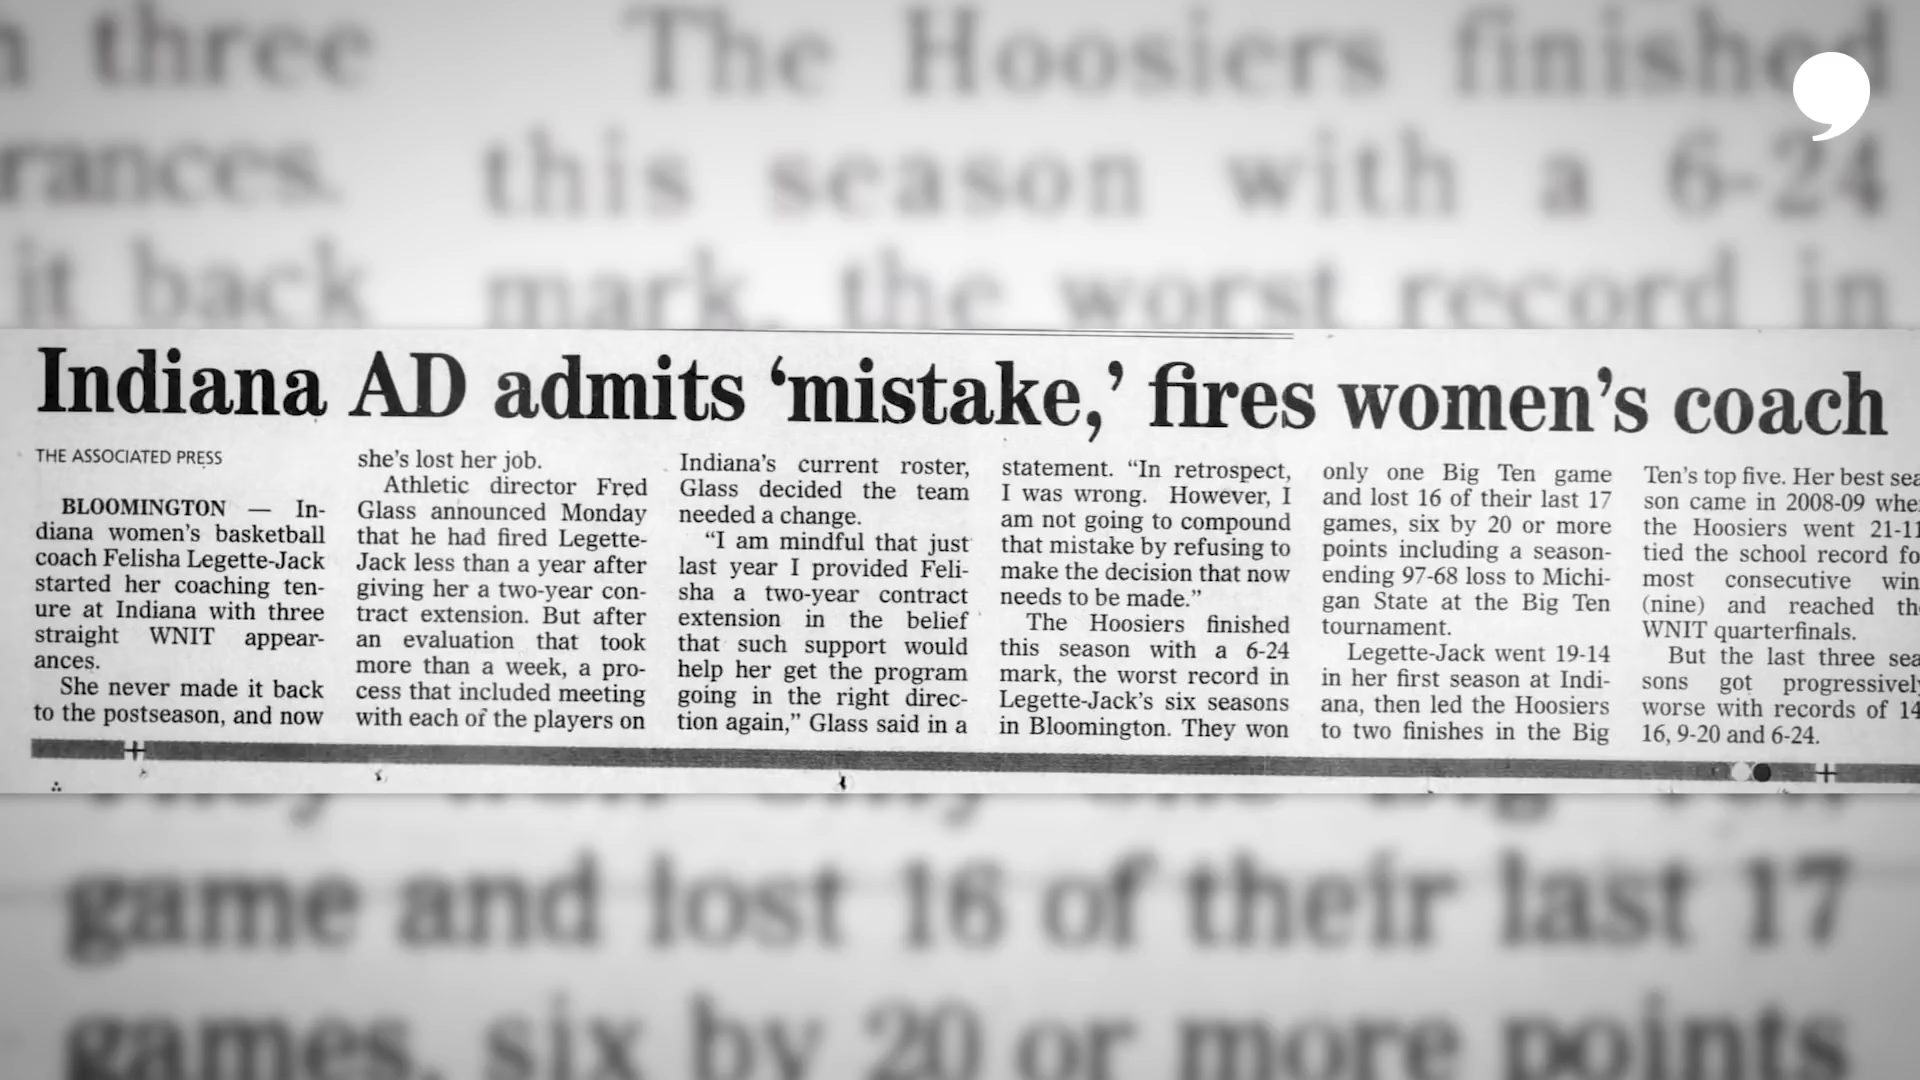 three The Hoosiers finished
rances. this season with a 6-24
it back mark, the worst record in
Indiana AD admits ‘mistake,’ fires women’s coach
THE ASSOCIATED PRESS
BLOOMINGTON — In-
diana women’s basketball
coach Felisha Legette-Jack
started her coaching ten-
ure at Indiana with three
straight WNIT appear-
ances.
She never made it back
to the postseason, and now
she’s lost her job.
Athletic director Fred
Glass announced Monday
that he had fired Legette-
Jack less than a year after
giving her a two-year con-
tract extension. But after
an evaluation that took
more than a week, a pro-
cess that included meeting
with each of the players on
Indiana’s current roster,
Glass decided the team
needed a change.
“I am mindful that just
last year I provided Feli-
sha a two-year contract
extension in the belief
that such support would
help her get the program
going in the right direc-
tion again,” Glass said in a
statement. “In retrospect,
I was wrong. However, I
am not going to compound
that mistake by refusing to
make the decision that now
needs to be made.”
The Hoosiers finished
this season with a 6-24
mark, the worst record in
Legette-Jack’s six seasons
in Bloomington. They won
only one Big Ten game
and lost 16 of their last 17
games, six by 20 or more
points including a season-
ending 97-68 loss to Michi-
gan State at the Big Ten
tournament.
Legette-Jack went 19-14
in her first season at Indi-
ana, then led the Hoosiers
to two finishes in the Big
Ten’s top five. Her best sea
son came in 2008-09 whe
the Hoosiers went 21-11
tied the school record fo
most consecutive win
(nine) and reached th
WNIT quarterfinals.
But the last three sea
sons got progressively
worse with records of 14
16, 9-20 and 6-24.
game and lost 16 of their last 17
games, six by 20 or more points